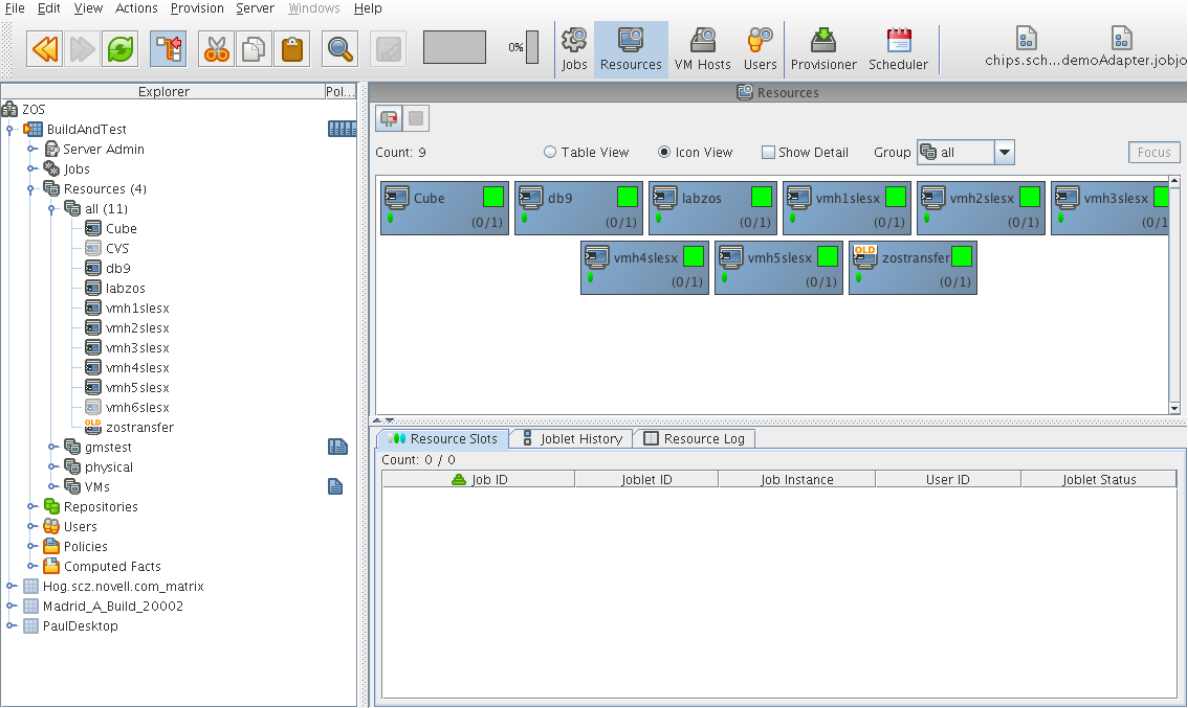 File Edit View Actions Provision Server Windows Help
0%
Jobs Resources VM Hosts Users Provisioner Scheduler chips.sch...demoAdapter.jobjo
Explorer Pol...
ZOS
BuildAndTest
Server Admin
Jobs
Resources (4)
all (11)
Cube
CVS
db9
labzos
vmh1slesx
vmh2slesx
vmh3slesx
vmh4slesx
vmh5slesx
vmh6slesx
OLD
zostransfer
gmstest
physical
VMs
Repositories
Users
Policies
Computed Facts
Hog.scz.novell.com_matrix
Madrid_A_Build_20002
PaulDesktop
Resources
Count: 9 Table View Icon View Show Detail Group all Focus
Cube db9 labzos vmh1slesx vmh2slesx vmh3slesx
(0/1) (0/1) (0/1) (0/1) (0/1) (0/1
vmh4slesx vmh5slesx OLD zostransfer
(0/1) (0/1) (0/1)
Resource Slots Joblet History Resource Log
Count: 0 / 0
Job ID Joblet ID Job Instance User ID Joblet Status